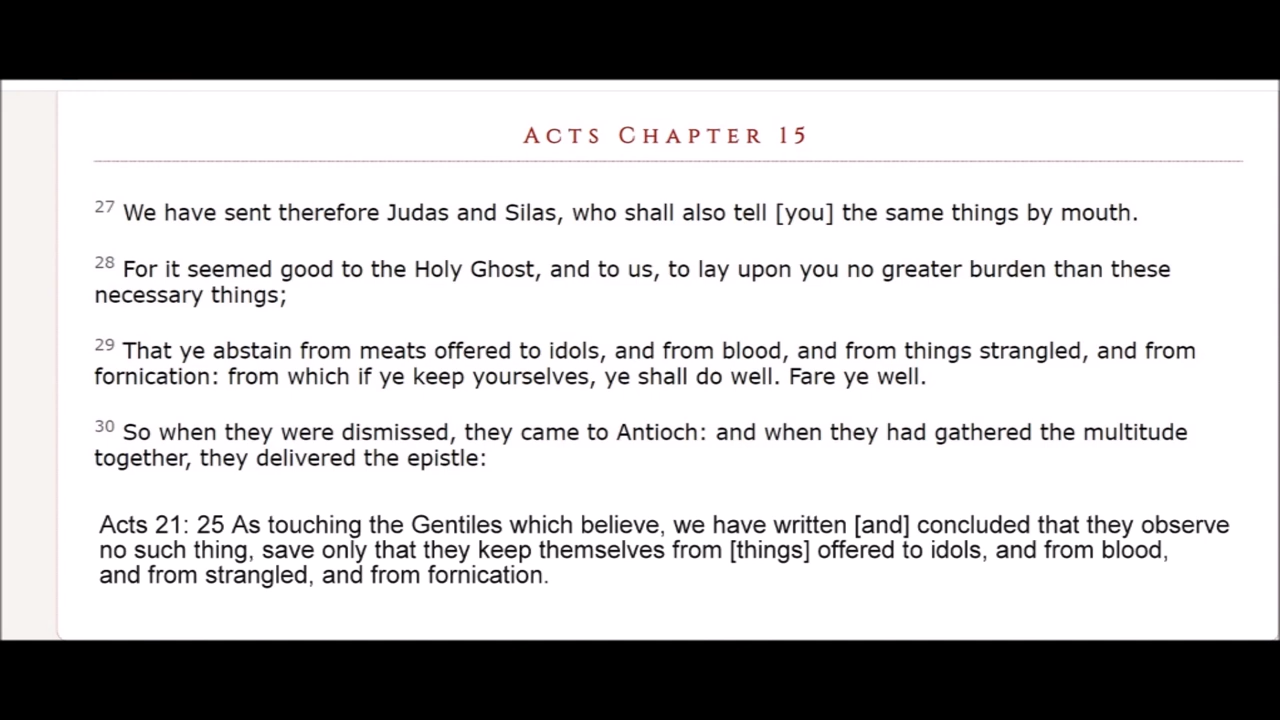 Acts Chapter 15
27 We have sent therefore Judas and Silas, who shall also tell [you] the same things by mouth.
28 For it seemed good to the Holy Ghost, and to us, to lay upon you no greater burden than these
necessary things;
29 That ye abstain from meats offered to idols, and from blood, and from things strangled, and from
fornication: from which if ye keep yourselves, ye shall do well. Fare ye well.
30 So when they were dismissed, they came to Antioch: and when they had gathered the multitude
together, they delivered the epistle:
Acts 21: 25 As touching the Gentiles which believe, we have written [and] concluded that they observe
no such thing, save only that they keep themselves from [things] offered to idols, and from blood,
and from strangled, and from fornication.